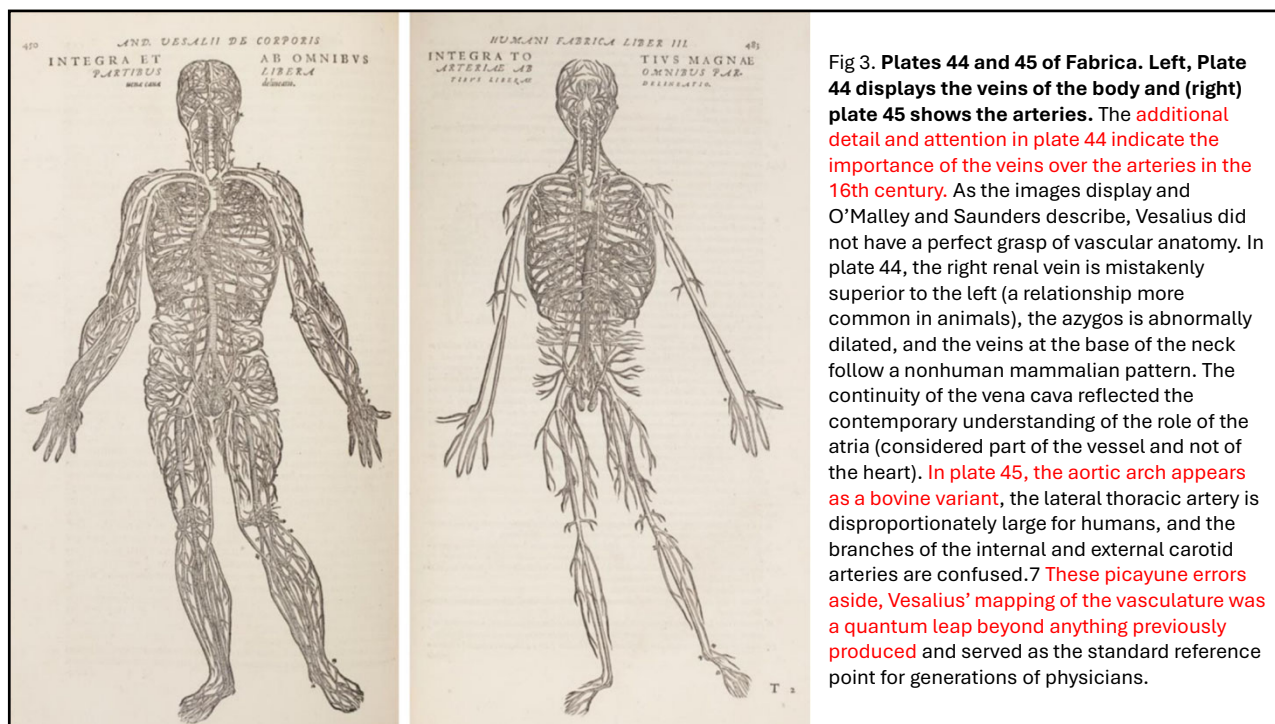 450
AND. VESALII DE CORPORIS
INTEGRA ET AB OMNIBVS
PARTIBUS LIBERA
uenæ cauæ delineatio.
HUMANI FABRICA LIBER III.
483
INTEGRA TO TIVS MAGNAE
ARTERIAE AB OMNIBUS PAR-
TIBUS LIBERAE DELINEATIO.
T 2
Fig 3. Plates 44 and 45 of Fabrica. Left, Plate
44 displays the veins of the body and (right)
plate 45 shows the arteries. The additional
detail and attention in plate 44 indicate the
importance of the veins over the arteries in the
16th century. As the images display and
O’Malley and Saunders describe, Vesalius did
not have a perfect grasp of vascular anatomy. In
plate 44, the right renal vein is mistakenly
superior to the left (a relationship more
common in animals), the azygos is abnormally
dilated, and the veins at the base of the neck
follow a nonhuman mammalian pattern. The
continuity of the vena cava reflected the
contemporary understanding of the role of the
atria (considered part of the vessel and not of
the heart). In plate 45, the aortic arch appears
as a bovine variant, the lateral thoracic artery is
disproportionately large for humans, and the
branches of the internal and external carotid
arteries are confused.7 These picayune errors
aside, Vesalius’ mapping of the vasculature was
a quantum leap beyond anything previously
produced and served as the standard reference
point for generations of physicians.